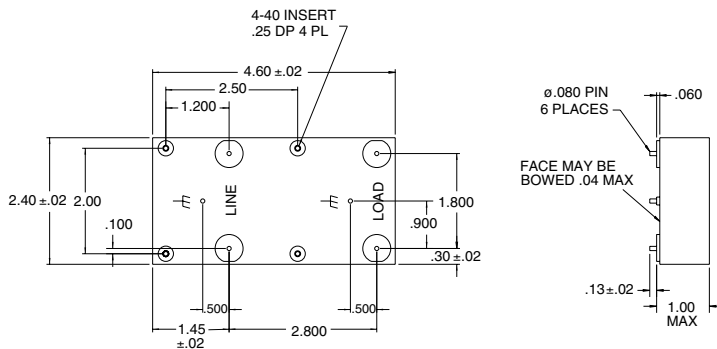 4-40 INSERT
.25 DP 4 PL
4.60 ±.02
2.50
1.200
2.40 ±.02
2.00
.100
LINE
LOAD
1.800
.900
.30 ±.02
.500
.500
1.45
±.02
2.800
ø.080 PIN
6 PLACES
.060
FACE MAY BE
BOWED .04 MAX
.13±.02
1.00
MAX